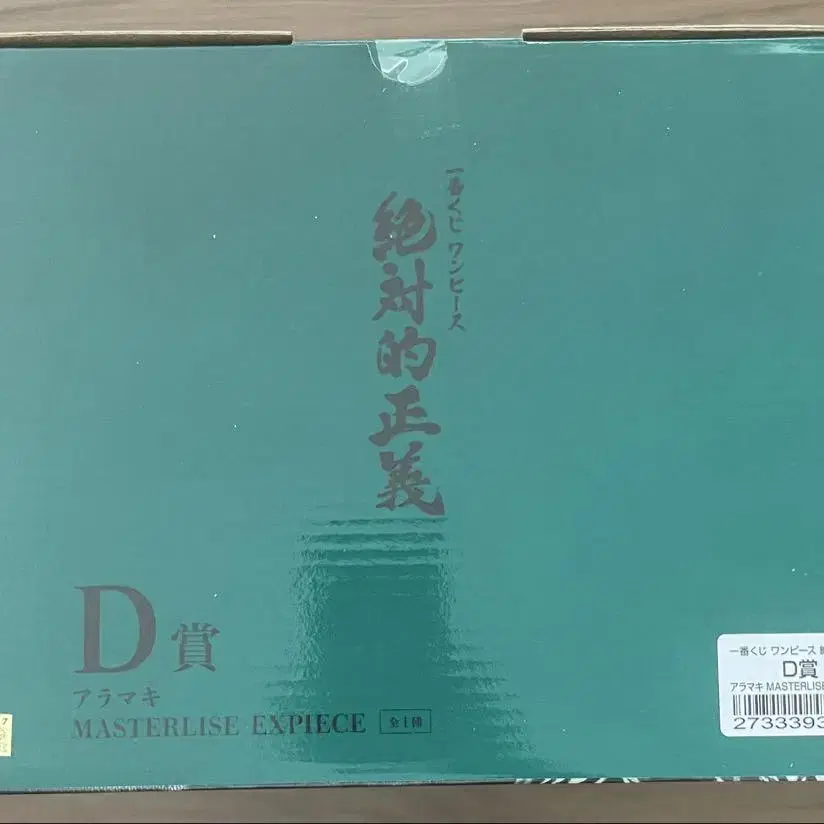 一番くじ ワンピース
絶対的正義
D賞
アラマキ
MASTERLISE EXPIECE 全1種
一番くじ ワンピース
D賞
アラマキ MASTERLISE
2733393
7